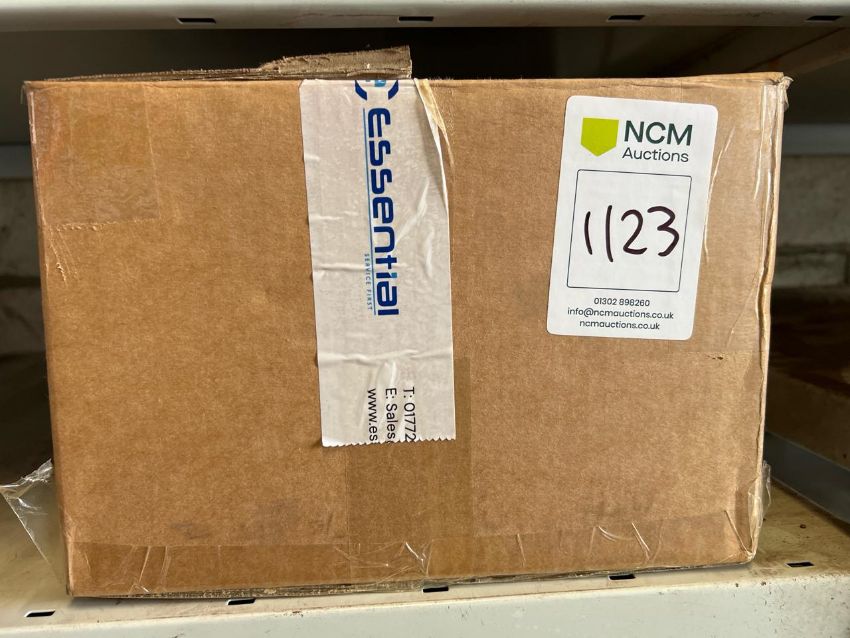 essential
SERVICE FIRST
T: 01772
E: Sales
www.es
NCM
Auctions
1123
01302 898260
info@ncmauctions.co.uk
ncmauctions.co.uk